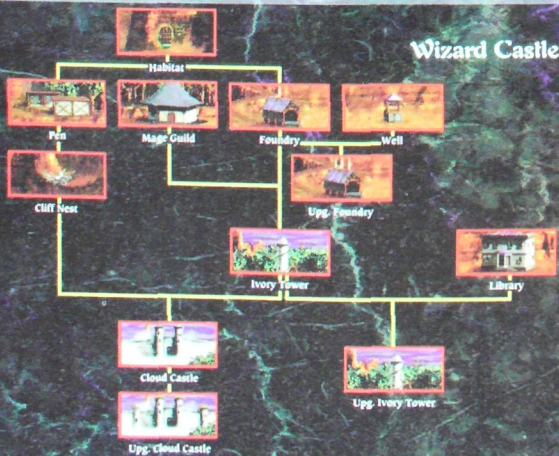 Wizard Castle
Habitat
Pen
Mage Guild
Foundry
Well
Cliff Nest
Upg. Foundry
Ivory Tower
Library
Cloud Castle
Upg. Ivory Tower
Upg. Cloud Castle